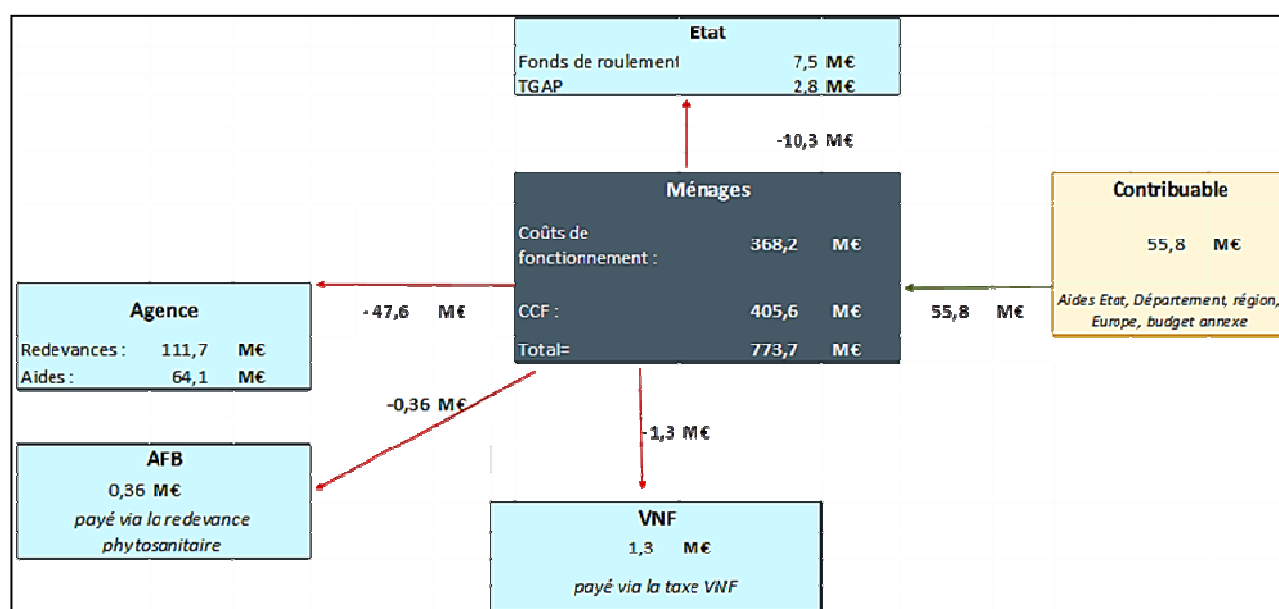 Etat
Fonds de roulement 7,5 M€
TGAP 2,8 M€
-10,3 M€
Ménages
Coûts de
fonctionnement : 368,2 M€
CCF : 405,6 M€
Total= 773,7 M€
Contribuable
55,8 M€
Aides Etat, Département, région,
Europe, budget annexe
55,8 M€
-47,6 M€
Agence
Redevances : 111,7 M€
Aides : 64,1 M€
-0,36 M€
-1,3 M€
AFB
0,36 M€
payé via la redevance
phytosanitaire
VNF
1,3 M€
payé via la taxe VNF